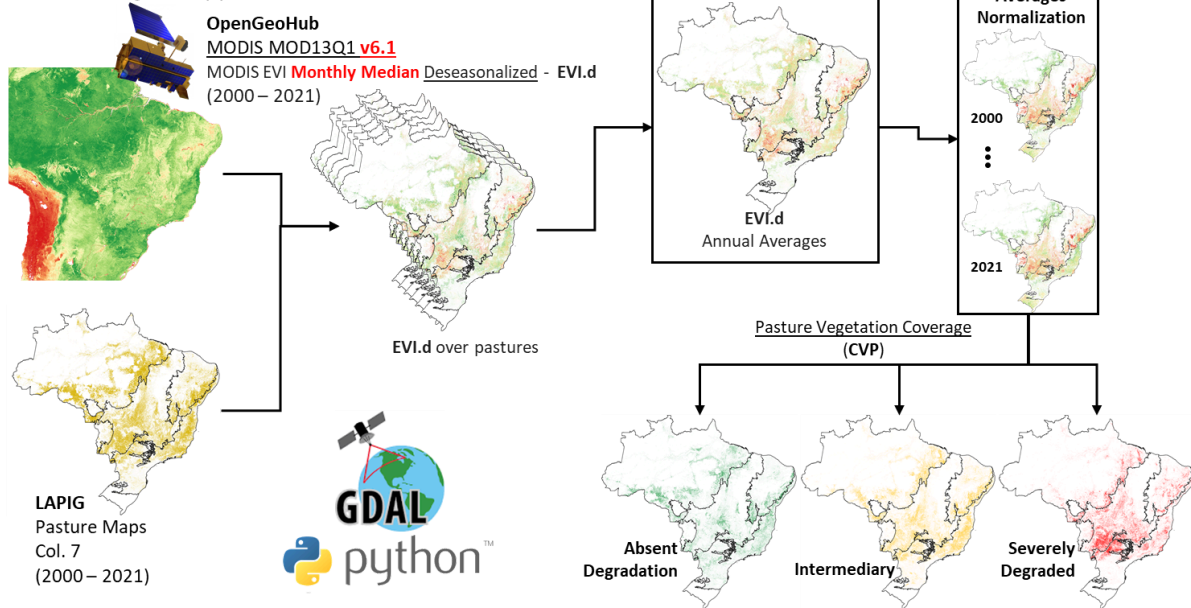 OpenGeoHub
MODIS MOD13Q1 v6.1
MODIS EVI Monthly Median Deseasonalized - EVI.d
(2000 – 2021)
Averages
Normalization
2000
2021
EVI.d
Annual Averages
EVI.d over pastures
Pasture Vegetation Coverage
(CVP)
LAPIG
Pasture Maps
Col. 7
(2000 – 2021)
GDAL
python™
Absent
Degradation
Intermediary
Severely
Degraded